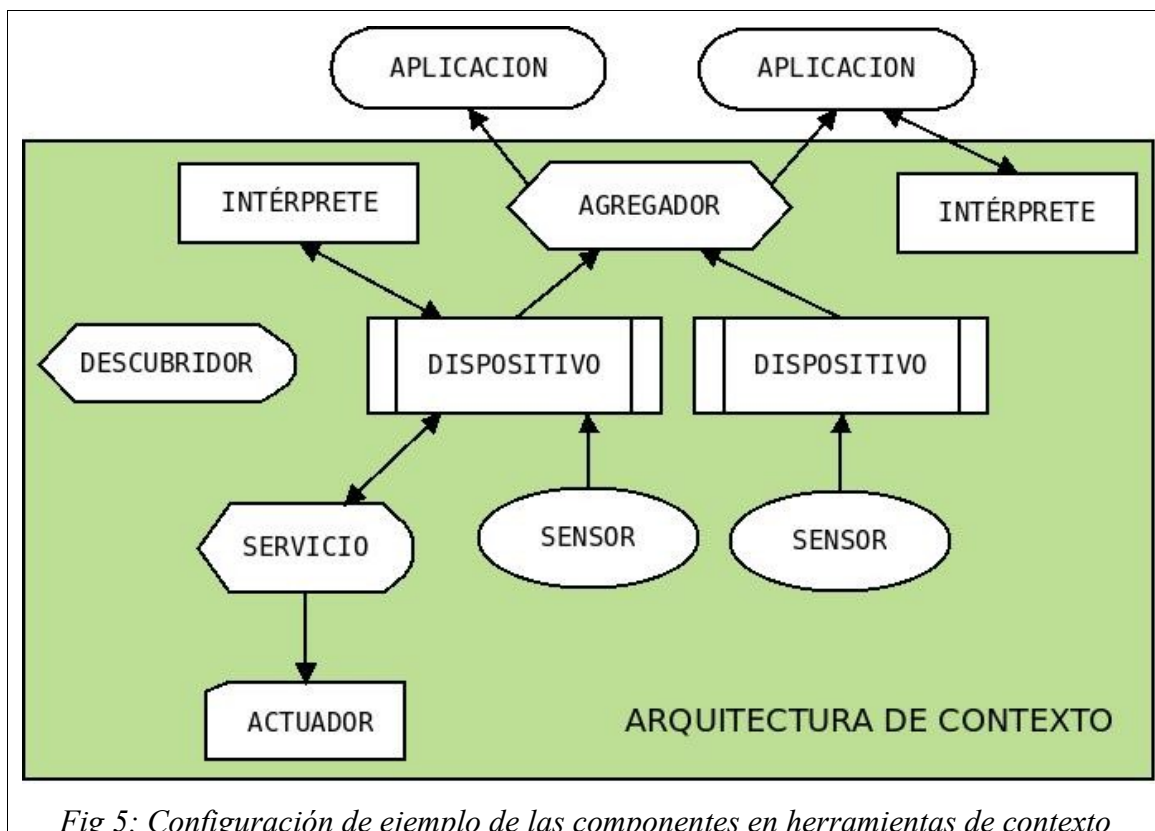 APLICACION
APLICACION
INTÉRPRETE
AGREGADOR
INTÉRPRETE
DESCUBRIDOR
DISPOSITIVO
DISPOSITIVO
SERVICIO
SENSOR
SENSOR
ACTUADOR
ARQUITECTURA DE CONTEXTO
Fig 5: Configuración de ejemplo de las componentes en herramientas de contexto